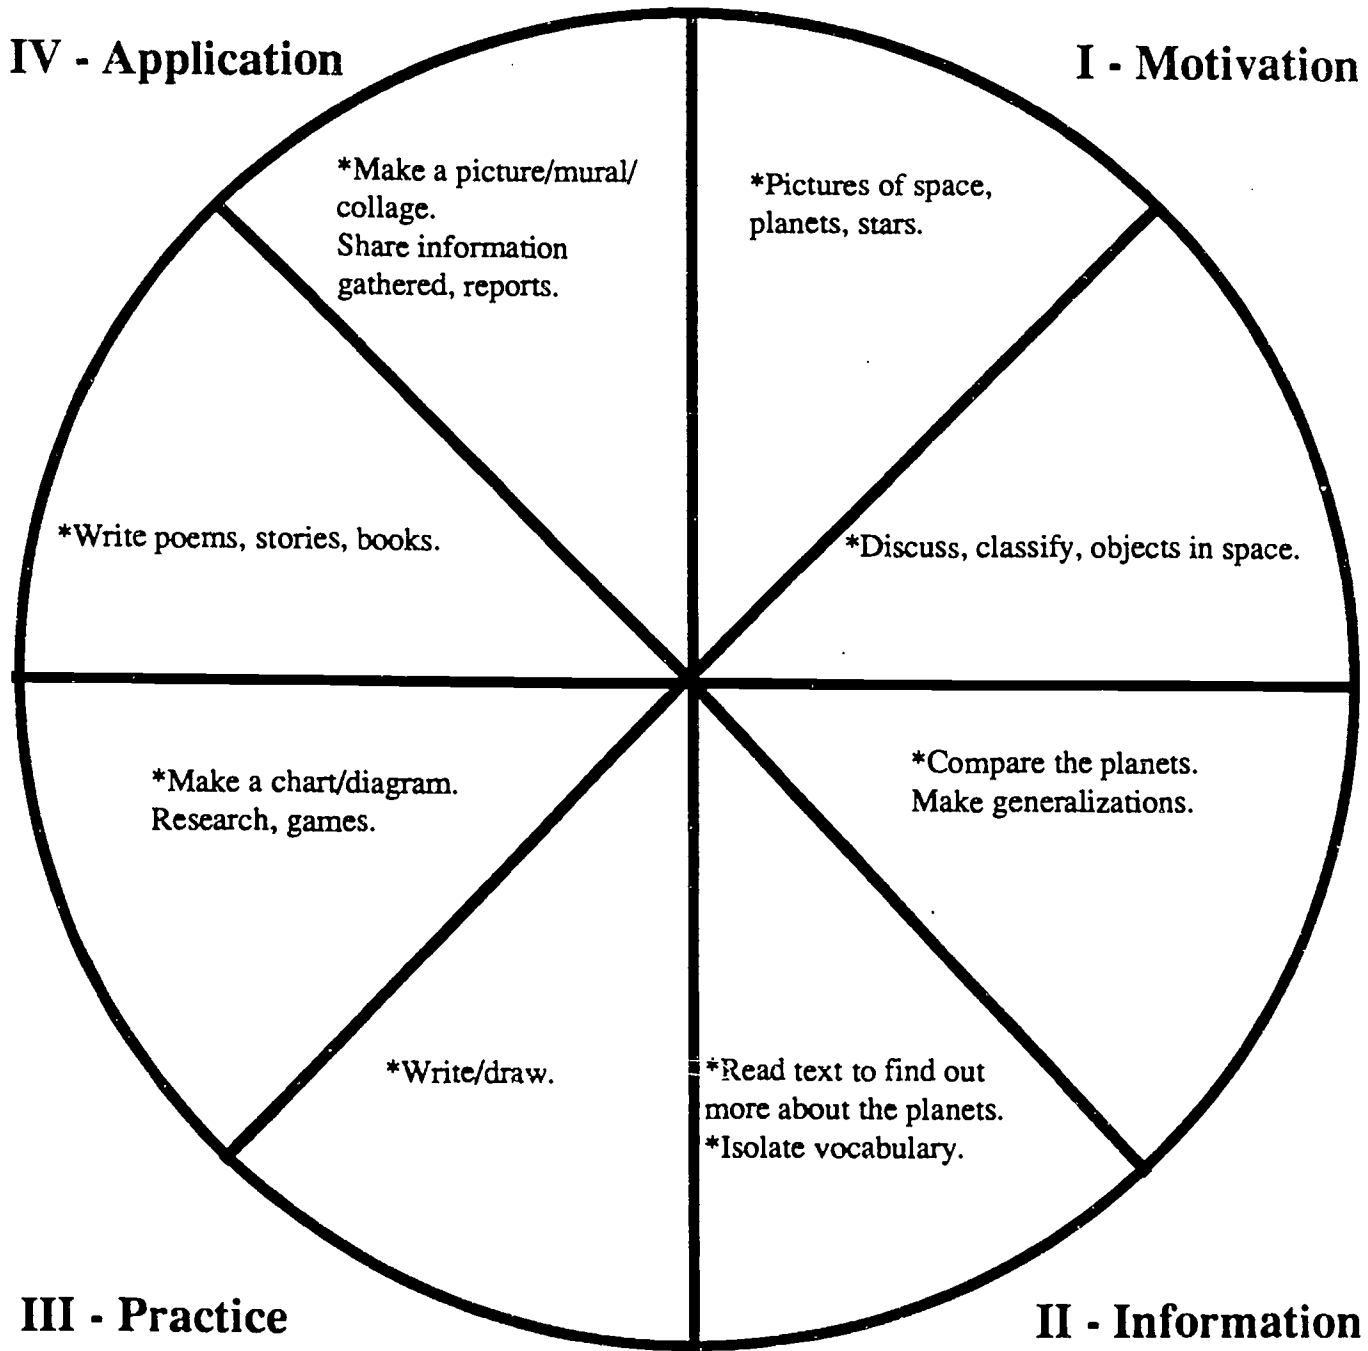 IV - Application
I - Motivation
*Make a picture/mural/
collage.
Share information
gathered, reports.
*Pictures of space,
planets, stars.
*Write poems, stories, books.
*Discuss, classify, objects in space.
*Make a chart/diagram.
Research, games.
*Compare the planets.
Make generalizations.
*Write/draw.
*Read text to find out
more about the planets.
*Isolate vocabulary.
III - Practice
II - Information